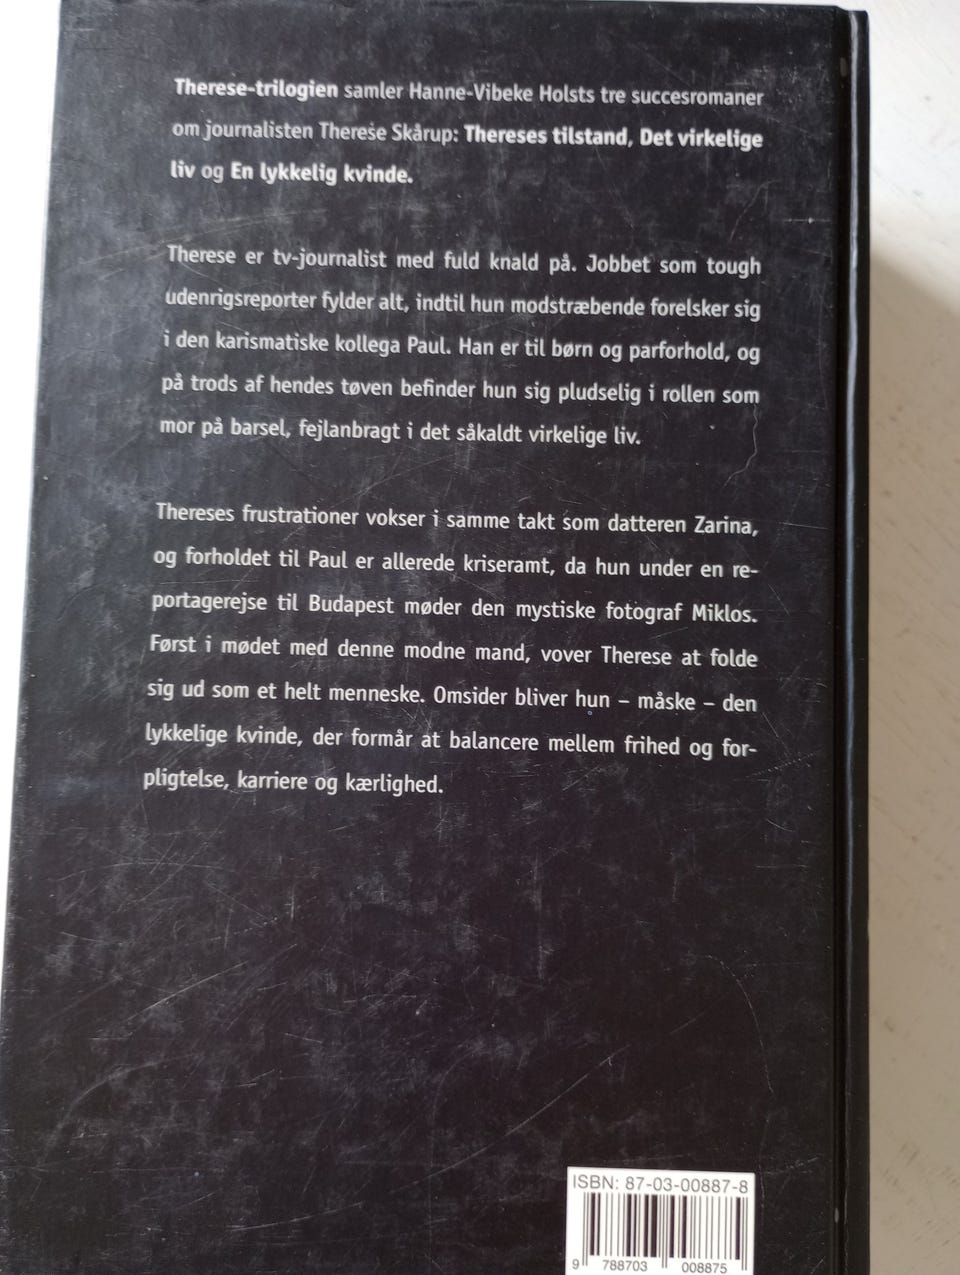 Therese-trilogien samler Hanne-Vibeke Holsts tre succesromaner
om journalisten Therese Skårup: Thereses tilstand, Det virkelige
liv og En lykkelig kvinde.
Therese er tv-journalist med fuld knald på. Jobbet som tough
udenrigsreporter fylder alt, indtil hun modstræbende forelsker sig
i den karismatiske kollega Paul. Han er til børn og parforhold, og
på trods af hendes tøven befinder hun sig pludselig i rollen som
mor på barsel, fejlanbragt i det såkaldt virkelige liv.
Thereses frustrationer vokser i samme takt som datteren Zarina,
og forholdet til Paul er allerede kriseramt, da hun under en re-
portagerejse til Budapest møder den mystiske fotograf Miklos.
Først i mødet med denne modne mand, vover Therese at folde
sig ud som et helt menneske. Omsider bliver hun – måske – den
lykkelige kvinde, der formår at balancere mellem frihed og for-
pligtelse, karriere og kærlighed.
ISBN: 87-03-00887-8
9 788703 008875